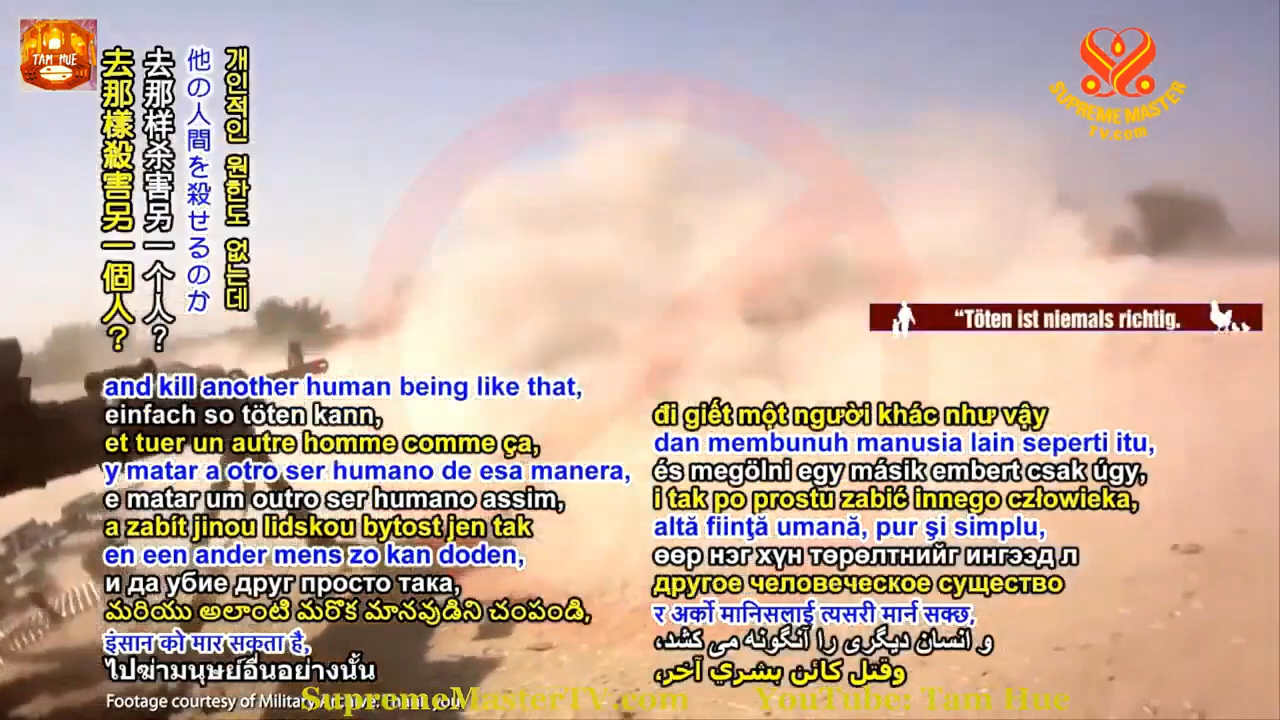 TAM HUE
SUPREME MASTER
TV.com
개인적인 원한도 없는데
他の人間を殺せるのか
去那样杀害另一个人？
去那樣殺害另一個人？
“Töten ist niemals richtig.
and kill another human being like that,
einfach so töten kann,
et tuer un autre homme comme ça,
y matar a otro ser humano de esa manera,
e matar um outro ser humano assim,
a zabít jinou lidskou bytost jen tak
en een ander mens zo kan doden,
и да убие друг просто така,
మరియు అలాంటి మరొక మానవుడిని చంపండి,
इंसान को मार सकता है,
ไปฆ่ามนุษย์อื่นอย่างนั้น
đi giết một người khác như vậy
dan membunuh manusia lain seperti itu,
és megölni egy másik embert csak úgy,
i tak po prostu zabić innego człowieka,
altă fiinţă umană, pur şi simplu,
өөр нэг хүн төрөлтнийг ингээд л
другое человеческое существо
र अर्को मानिसलाई त्यसरी मार्न सक्छ,
و انسان دیگری را آنگونه می کشد،
وقتل كائن بشري آخر،
Footage courtesy of Military
SupremeMasterTV.com
YouTube: Tam Hue